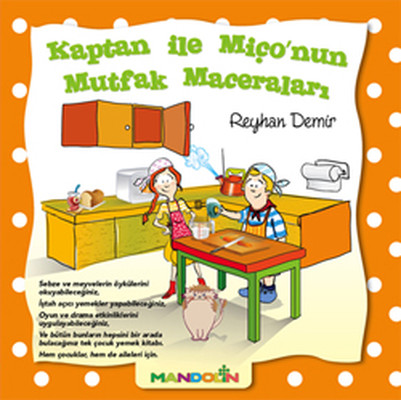 Kaptan ile Miço'nun
Mutfak Maceraları
Reyhan Demir
Sebze ve meyvelerin öykülerini
okuyabileceğiniz,
İştah açıcı yemekler yapabileceğiniz,
Oyun ve drama etkinliklerini
uygulayabileceğiniz,
Ve bütün bunların hepsini bir arada
bulacağınız tek çocuk yemek kitabı.
Hem çocuklar, hem de aileleri için.
MANDOLİN